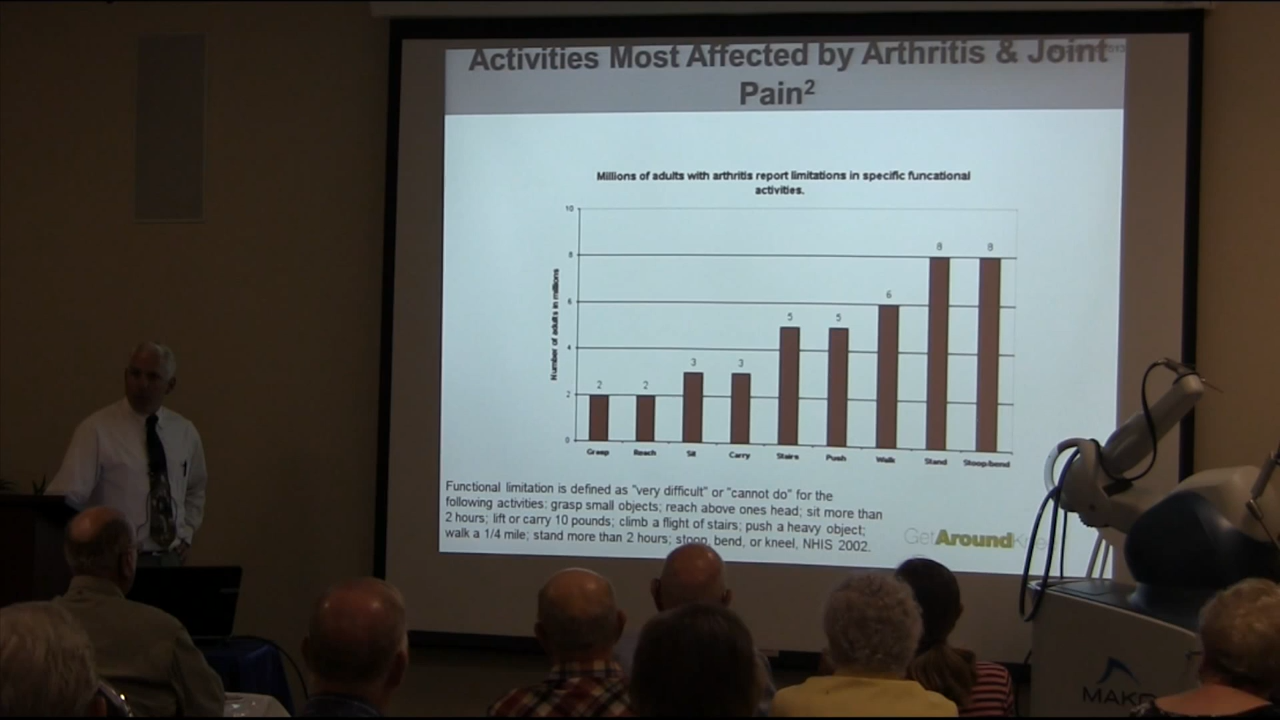 Activities Most Affected by Arthritis & Joint
Pain²
Millions of adults with arthritis report limitations in specific funcational
activities.
Number of adults in millions
10
8
6
4
2
0
2
2
3
3
5
5
6
8
8
Grasp
Reach
Sit
Carry
Stairs
Push
Walk
Stand
Stoop/bend
Functional limitation is defined as "very difficult" or "cannot do" for the
following activities: grasp small objects; reach above ones head; sit more than
2 hours; lift or carry 10 pounds; climb a flight of stairs; push a heavy object;
walk a 1/4 mile; stand more than 2 hours; stoop, bend, or kneel, NHIS 2002.
GetAroundKnee
MAKO